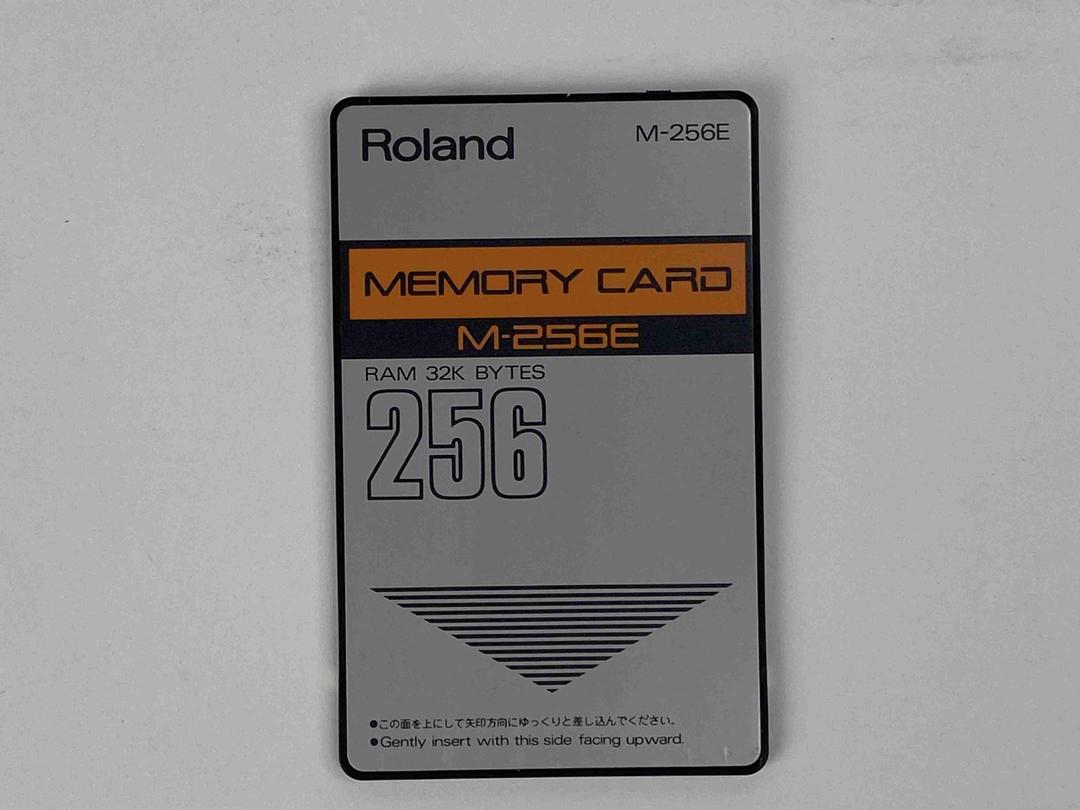 Roland
M-256E
MEMORY CARD
M-256E
RAM 32K BYTES
256
●この面を上にして矢印方向にゆっくりと差し込んでください。
●Gently insert with this side facing upward.